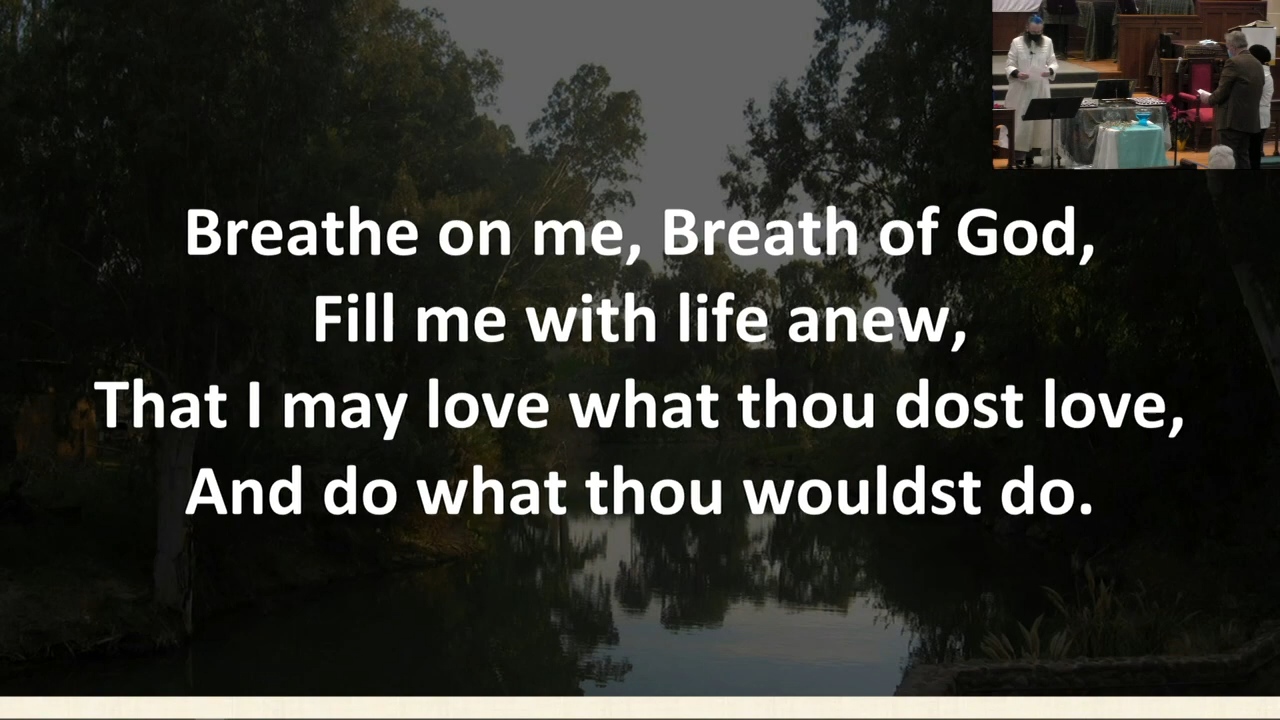 Breathe on me, Breath of God,
Fill me with life anew,
That I may love what thou dost love,
And do what thou wouldst do.